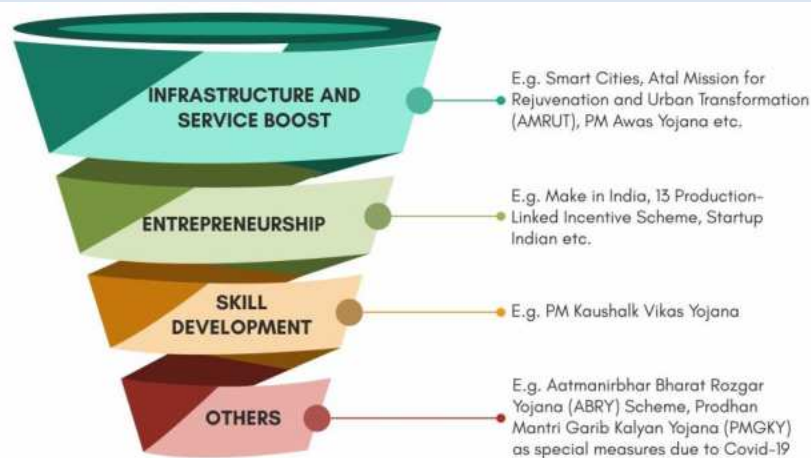 INFRASTRUCTURE AND
SERVICE BOOST
E.g. Smart Cities, Atal Mission for
Rejuvenation and Urban Transformation
(AMRUT), PM Awas Yojana etc.
ENTREPRENEURSHIP
E.g. Make in India, 13 Production-
Linked Incentive Scheme, Startup
Indian etc.
SKILL
DEVELOPMENT
E.g. PM Kaushalk Vikas Yojana
OTHERS
E.g. Aatmanirbhar Bharat Rozgar
Yojana (ABRY) Scheme, Prodhan
Mantri Garib Kalyan Yojana (PMGKY)
as special measures due to Covid-19